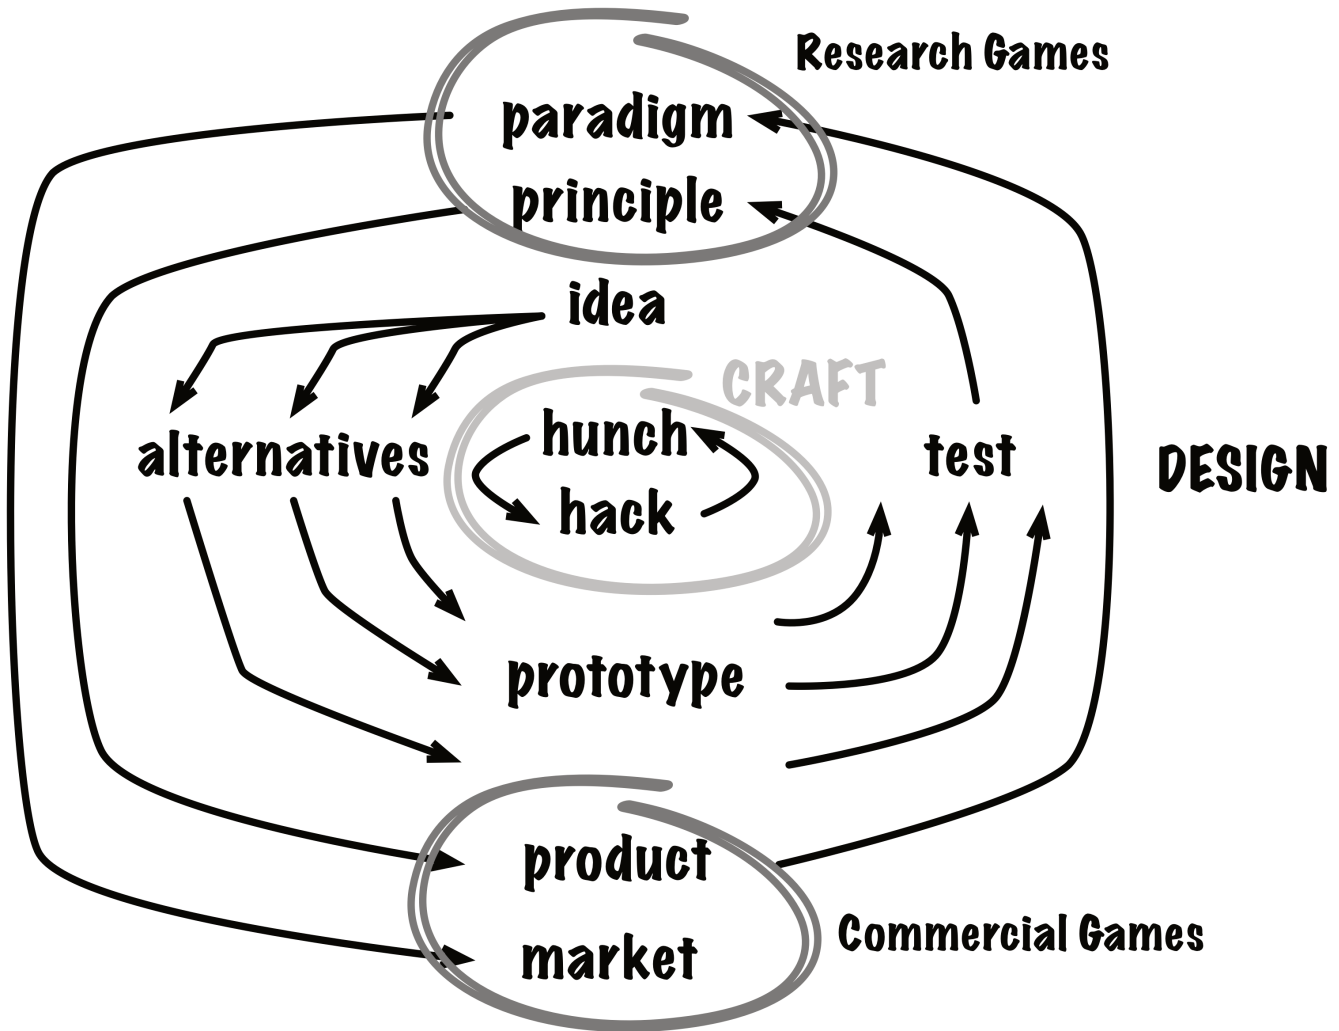 Research Games
paradigm
principle
idea
CRAFT
hunch
alternatives
test
DESIGN
hack
prototype
product
Commercial Games
market